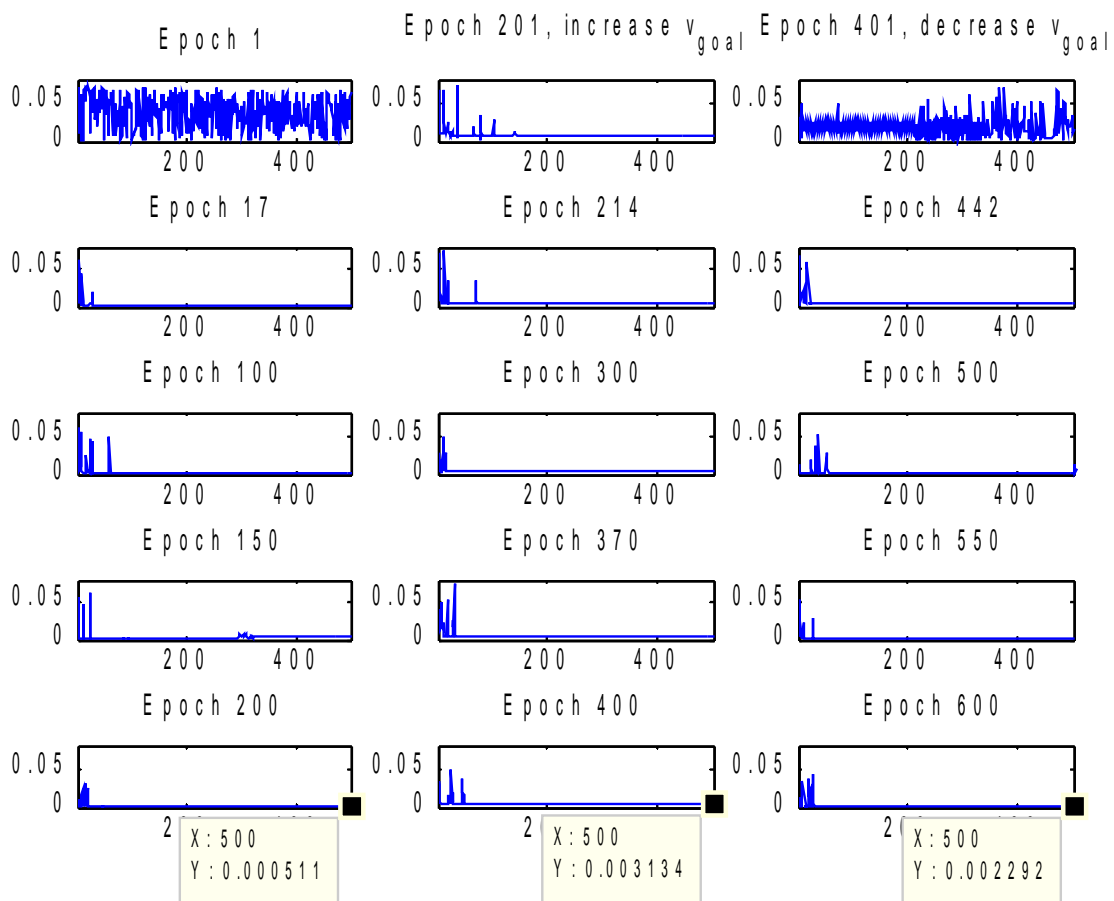 Epoch 1
Epoch 201, increase v_goal
Epoch 401, decrease v_goal
0.05
0
200 400
0.05
0
200 400
0.05
0
200 400
Epoch 17
Epoch 214
Epoch 442
0.05
0
200 400
0.05
0
200 400
0.05
0
200 400
Epoch 100
Epoch 300
Epoch 500
0.05
0
200 400
0.05
0
200 400
0.05
0
200 400
Epoch 150
Epoch 370
Epoch 550
0.05
0
200 400
0.05
0
200 400
0.05
0
200 400
Epoch 200
Epoch 400
Epoch 600
0.05
0
0.05
0
0.05
0
X:500
Y:0.000511
X:500
Y:0.003134
X:500
Y:0.002292